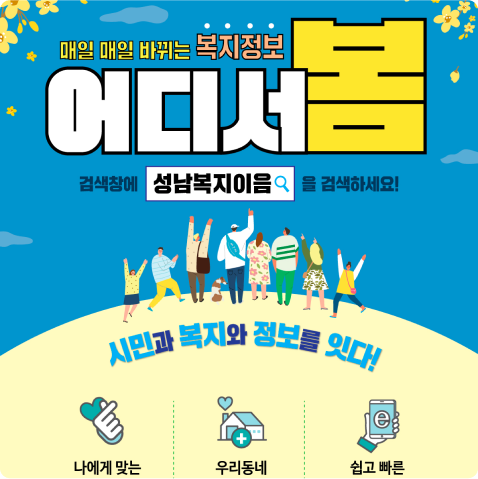 매일 매일 바뀌는 복지정보
어디서봄
검색창에 성남복지이음 을 검색하세요!
시민과 복지와 정보를 잇다!
나에게 맞는 우리동네 쉽고 빠른